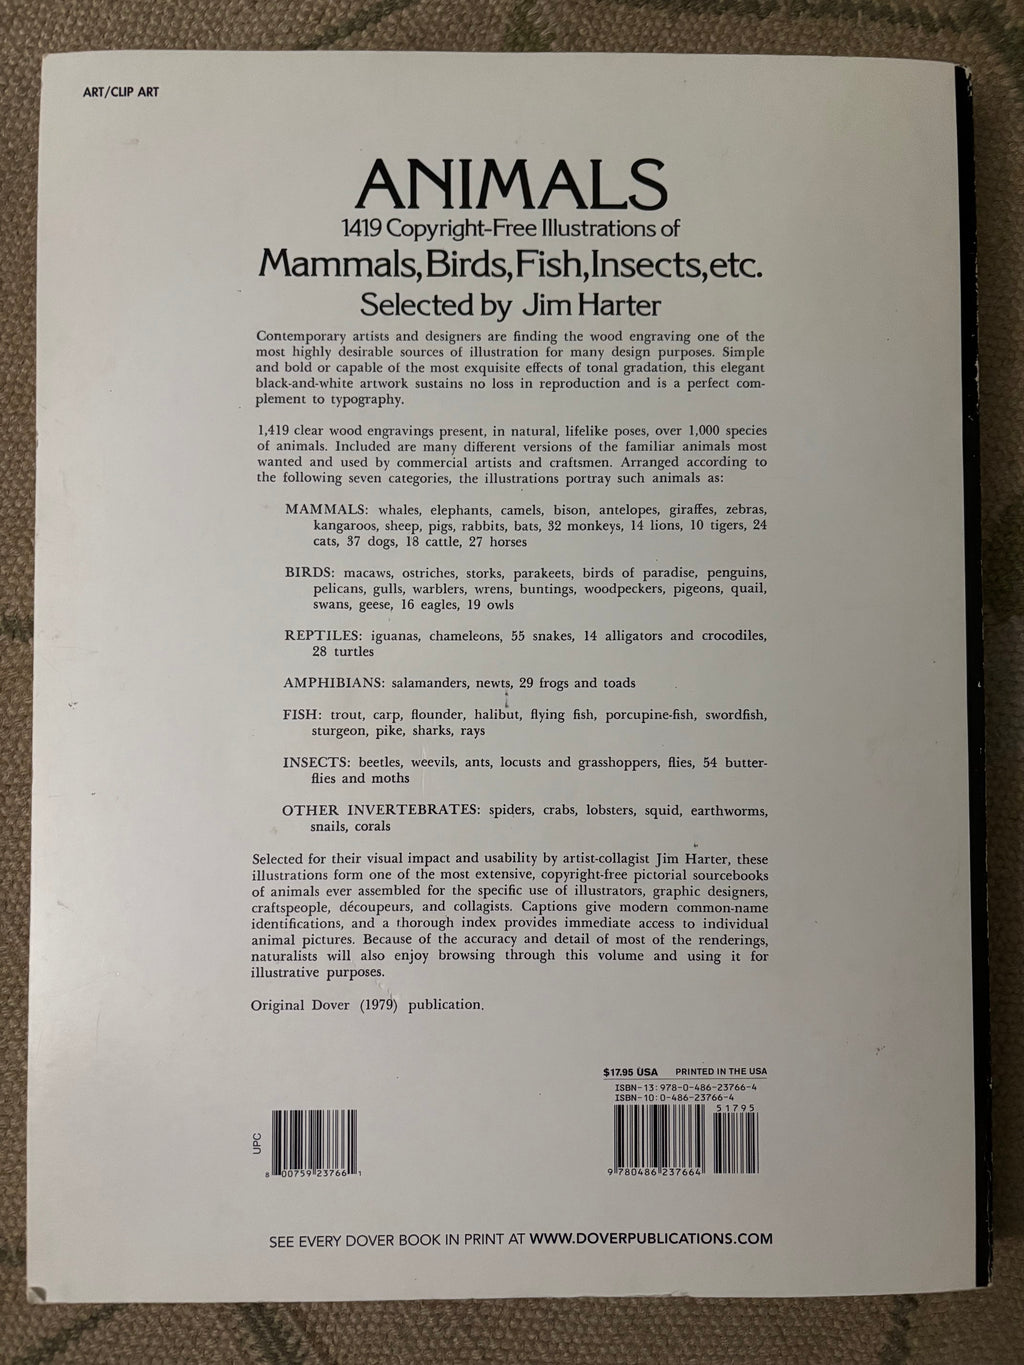 ART/CLIP ART
ANIMALS
1419 Copyright-Free Illustrations of
Mammals, Birds, Fish, Insects, etc.
Selected by Jim Harter
Contemporary artists and designers are finding the wood engraving one of the
most highly desirable sources of illustration for many design purposes. Simple
and bold or capable of the most exquisite effects of tonal gradation, this elegant
black-and-white artwork sustains no loss in reproduction and is a perfect com-
plement to typography.
1,419 clear wood engravings present, in natural, lifelike poses, over 1,000 species
of animals. Included are many different versions of the familiar animals most
wanted and used by commercial artists and craftsmen. Arranged according to
the following seven categories, the illustrations portray such animals as:
MAMMALS: whales, elephants, camels, bison, antelopes, giraffes, zebras,
kangaroos, sheep, pigs, rabbits, bats, 32 monkeys, 14 lions, 10 tigers, 24
cats, 37 dogs, 18 cattle, 27 horses
BIRDS: macaws, ostriches, storks, parakeets, birds of paradise, penguins,
pelicans, gulls, warblers, wrens, buntings, woodpeckers, pigeons, quail,
swans, geese, 16 eagles, 19 owls
REPTILES: iguanas, chameleons, 55 snakes, 14 alligators and crocodiles,
28 turtles
AMPHIBIANS: salamanders, newts, 29 frogs and toads
FISH: trout, carp, flounder, halibut, flying fish, porcupine-fish, swordfish,
sturgeon, pike, sharks, rays
INSECTS: beetles, weevils, ants, locusts and grasshoppers, flies, 54 butter-
flies and moths
OTHER INVERTEBRATES: spiders, crabs, lobsters, squid, earthworms,
snails, corals
Selected for their visual impact and usability by artist-collagist Jim Harter, these
illustrations form one of the most extensive, copyright-free pictorial sourcebooks
of animals ever assembled for the specific use of illustrators, graphic designers,
craftspeople, découpeurs, and collagists. Captions give modern common-name
identifications, and a thorough index provides immediate access to individual
animal pictures. Because of the accuracy and detail of most of the renderings,
naturalists will also enjoy browsing through this volume and using it for
illustrative purposes.
Original Dover (1979) publication.
$17.95 USA PRINTED IN THE USA
ISBN-13: 978-0-486-23766-4
ISBN-10: 0-486-23766-4
51795
9 780486 237664
UPC
8 00759 23766 1
SEE EVERY DOVER BOOK IN PRINT AT WWW.DOVERPUBLICATIONS.COM